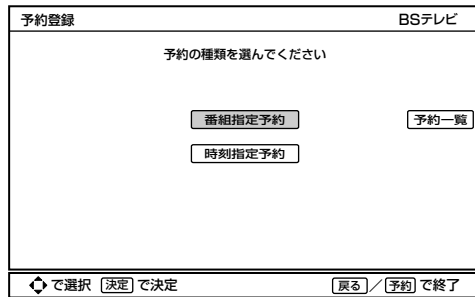 予約登録 BSテレビ
予約の種類を選んでください
番組指定予約 予約一覧
時刻指定予約
で選択 決定 で決定 戻る／予約 で終了